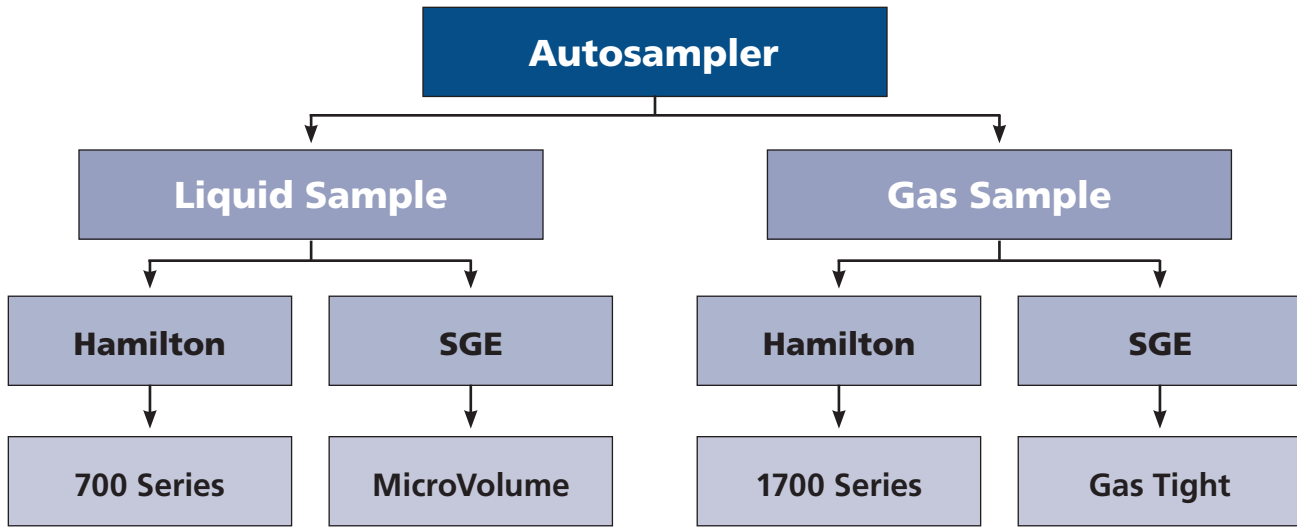 Autosampler
Liquid Sample
Gas Sample
Hamilton
SGE
Hamilton
SGE
700 Series
MicroVolume
1700 Series
Gas Tight